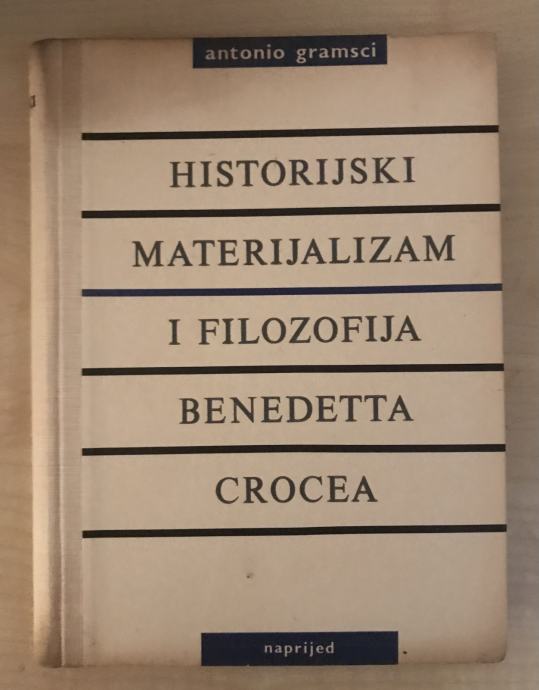 antonio gramsci
HISTORIJSKI
MATERIJALIZAM
I FILOZOFIJA
BENEDETTA
CROCEA
naprijed